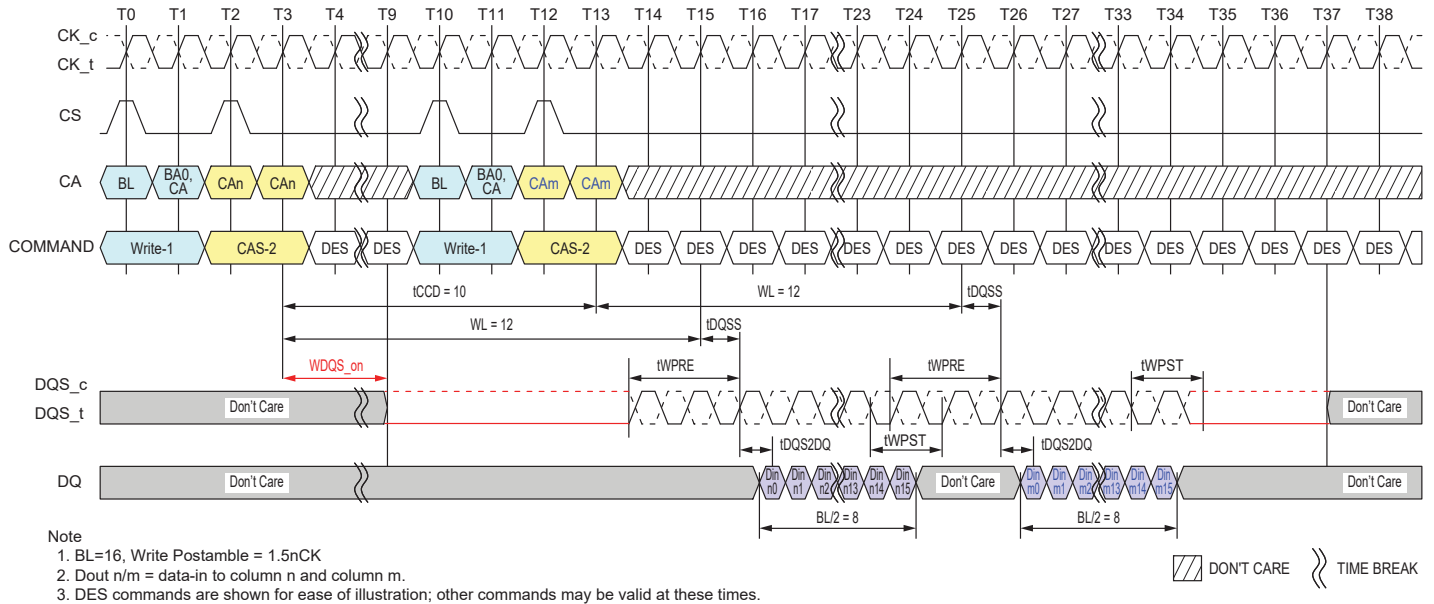 T0 T1 T2 T3 T4 T9 T10 T11 T12 T13 T14 T15 T16 T17 T23 T24 T25 T26 T27 T33 T34 T35 T36 T37 T38
CK_c
CK_t
CS
CA BL BA0, CA CAn CAn BL BA0, CA CAm CAm
COMMAND Write-1 CAS-2 DES DES Write-1 CAS-2 DES DES DES DES DES DES DES DES DES DES DES DES DES DES DES
tCCD = 10 WL = 12 tDQSS
WL = 12 tDQSS
WDQS_on tWPRE tWPRE tWPST
DQS_c
DQS_t Don't Care Don't Care
tDQS2DQ tWPST tDQS2DQ
DQ Don't Care Din n0 Din n1 Din n2 Din n13 Din n14 Din n15 Don't Care Din m0 Din m1 Din m2 Din m13 Din m14 Din m15 Don't Care
BL/2 = 8 BL/2 = 8
Note
1. BL=16, Write Postamble = 1.5nCK
2. Dout n/m = data-in to column n and column m.
3. DES commands are shown for ease of illustration; other commands may be valid at these times.
DON'T CARE TIME BREAK